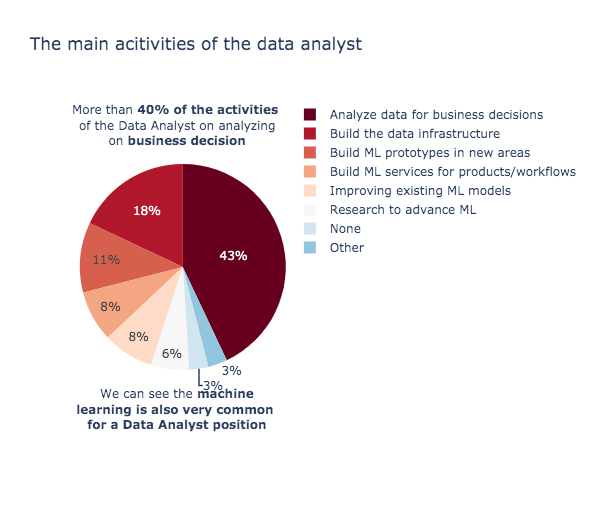 The main acitivities of the data analyst
More than 40% of the activities
of the Data Analyst on analyzing
on business decision
Analyze data for business decisions
Build the data infrastructure
Build ML prototypes in new areas
Build ML services for products/workflows
Improving existing ML models
Research to advance ML
None
Other
18%
43%
11%
8%
8%
6%
3%
3%
We can see the machine
learning is also very common
for a Data Analyst position